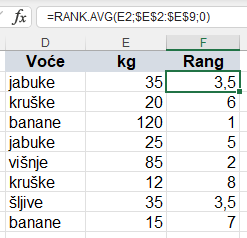 fx =RANK.AVG(E2;$E$2:$E$9;0)
D E F
Voće kg Rang
jabuke 35 3,5
kruške 20 6
banane 120 1
jabuke 25 5
višnje 85 2
kruške 12 8
šljive 35 3,5
banane 15 7